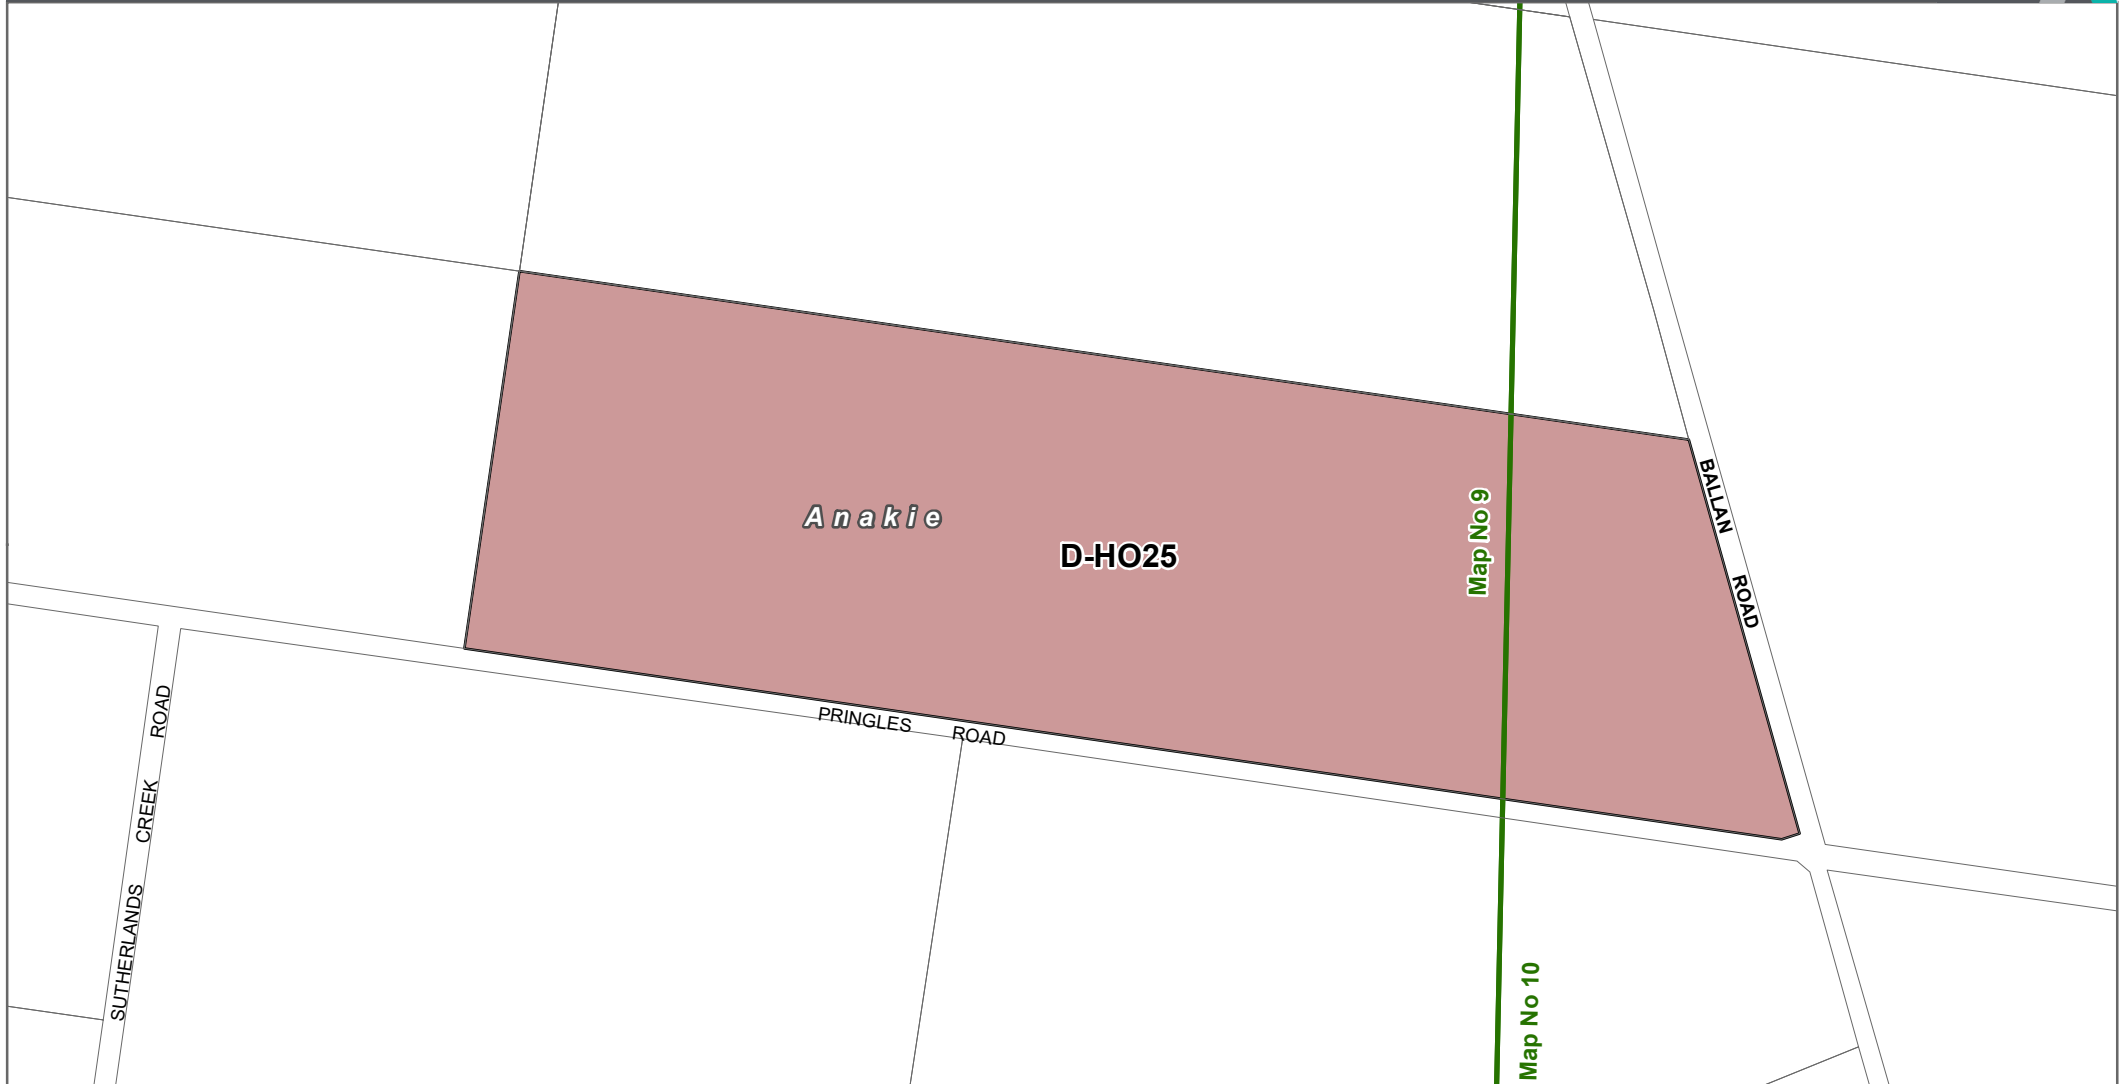 BALLAN ROAD
Map No 9
Anakie
D-HO25
PRINGLES ROAD
SUTHERLANDS CREEK ROAD
Map No 10